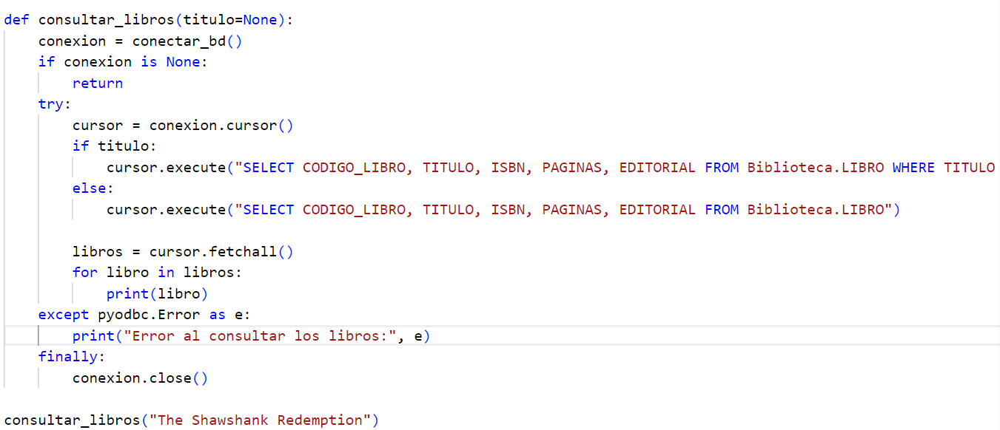 def consultar_libros(titulo=None):
    conexion = conectar_bd()
    if conexion is None:
        return
    try:
        cursor = conexion.cursor()
        if titulo:
            cursor.execute("SELECT CODIGO_LIBRO, TITULO, ISBN, PAGINAS, EDITORIAL FROM Biblioteca.LIBRO WHERE TITULO
        else:
            cursor.execute("SELECT CODIGO_LIBRO, TITULO, ISBN, PAGINAS, EDITORIAL FROM Biblioteca.LIBRO")

        libros = cursor.fetchall()
        for libro in libros:
            print(libro)
    except pyodbc.Error as e:
        print("Error al consultar los libros:", e)
    finally:
        conexion.close()

consultar_libros("The Shawshank Redemption")